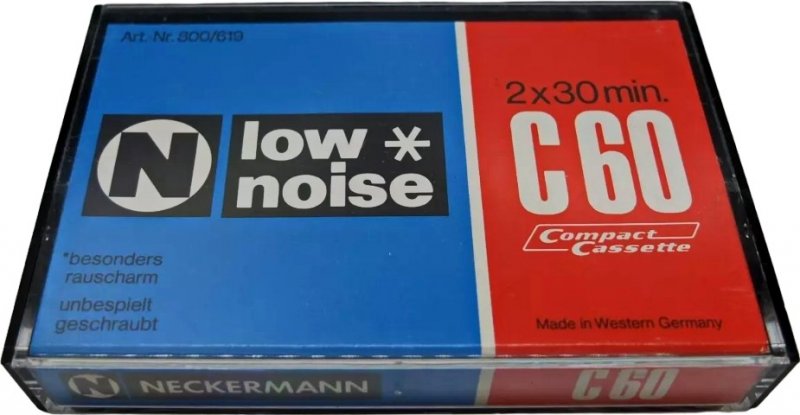 Art. Nr. 800/619
N
low *
noise
*besonders
rauscharm
unbespielt
geschraubt
2x30 min.
C 60
Compact
Cassette
Made in Western Germany
N NECKERMANN
C 60